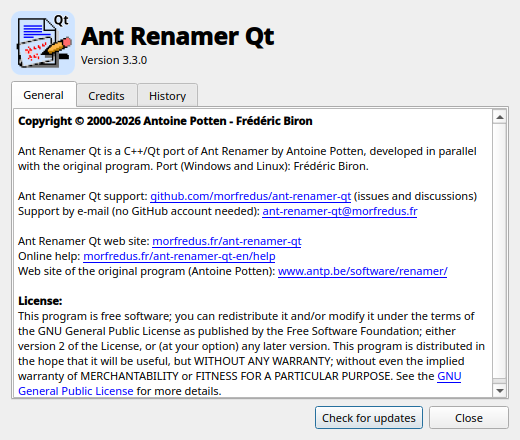 Qt
Ant Renamer Qt
Version 3.3.0
General
Credits
History
Copyright © 2000-2026 Antoine Potten - Frédéric Biron
Ant Renamer Qt is a C++/Qt port of Ant Renamer by Antoine Potten, developed in parallel
with the original program. Port (Windows and Linux): Frédéric Biron.
Ant Renamer Qt support: github.com/morfredus/ant-renamer-qt (issues and discussions)
Support by e-mail (no GitHub account needed): ant-renamer-qt@morfredus.fr
Ant Renamer Qt web site: morfredus.fr/ant-renamer-qt
Online help: morfredus.fr/ant-renamer-qt-en/help
Web site of the original program (Antoine Potten): www.antp.be/software/renamer/
License:
This program is free software; you can redistribute it and/or modify it under the terms of
the GNU General Public License as published by the Free Software Foundation; either
version 2 of the License, or (at your option) any later version. This program is distributed in
the hope that it will be useful, but WITHOUT ANY WARRANTY; without even the implied
warranty of MERCHANTABILITY or FITNESS FOR A PARTICULAR PURPOSE. See the GNU
General Public License for more details.
Check for updates
Close